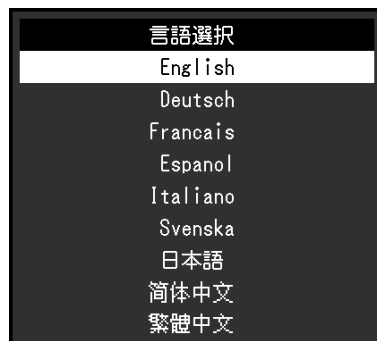 言語選択
English
Deutsch
Francais
Espanol
Italiano
Svenska
日本語
简体中文
繁體中文